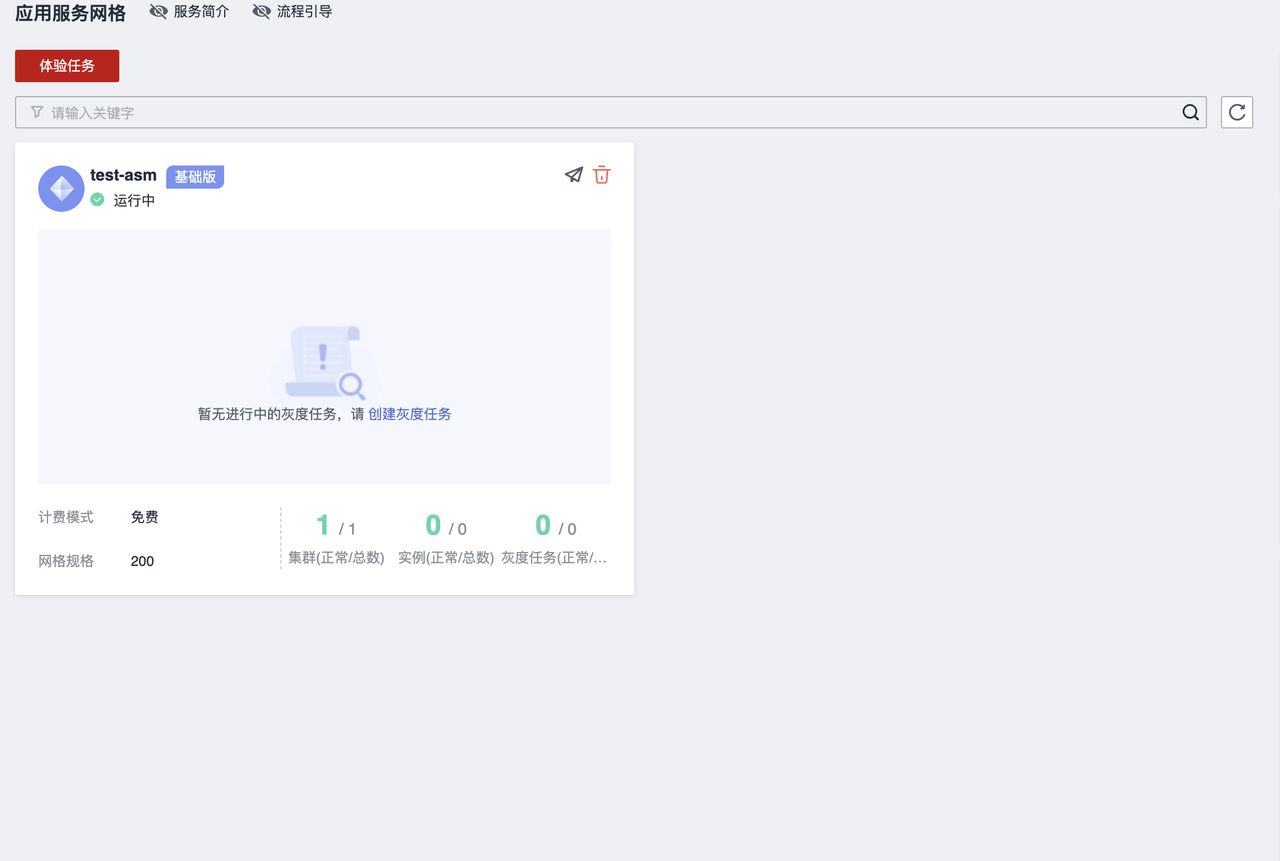 应用服务网格 服务简介 流程引导
体验任务
请输入关键字
test-asm 基础版
运行中
暂无进行中的灰度任务，请 创建灰度任务
计费模式 免费
网格规格 200
1 / 1 0 / 0 0 / 0
集群(正常/总数) 实例(正常/总数) 灰度任务(正常/...